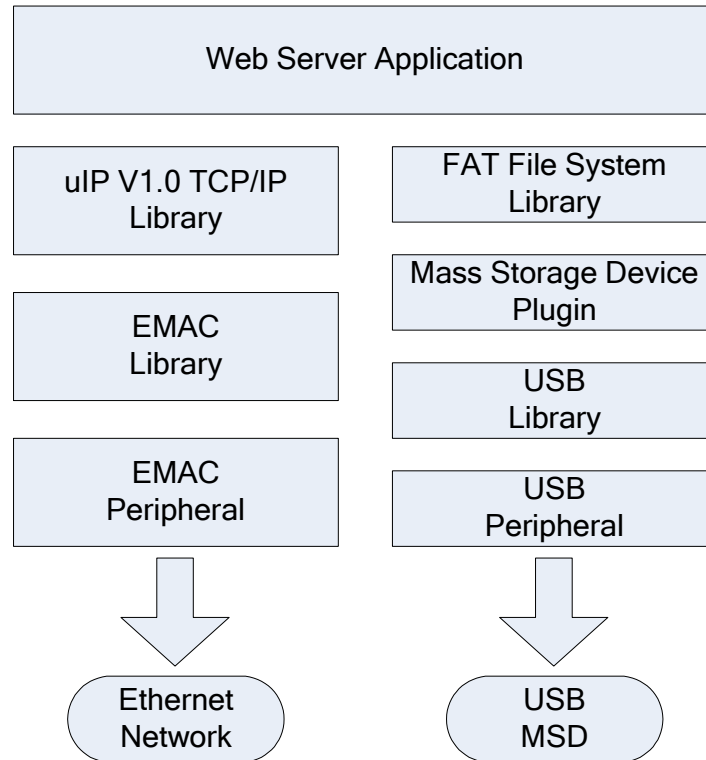 Web Server Application
uIP V1.0 TCP/IP
Library
EMAC
Library
EMAC
Peripheral
Ethernet
Network
FAT File System
Library
Mass Storage Device
Plugin
USB
Library
USB
Peripheral
USB
MSD